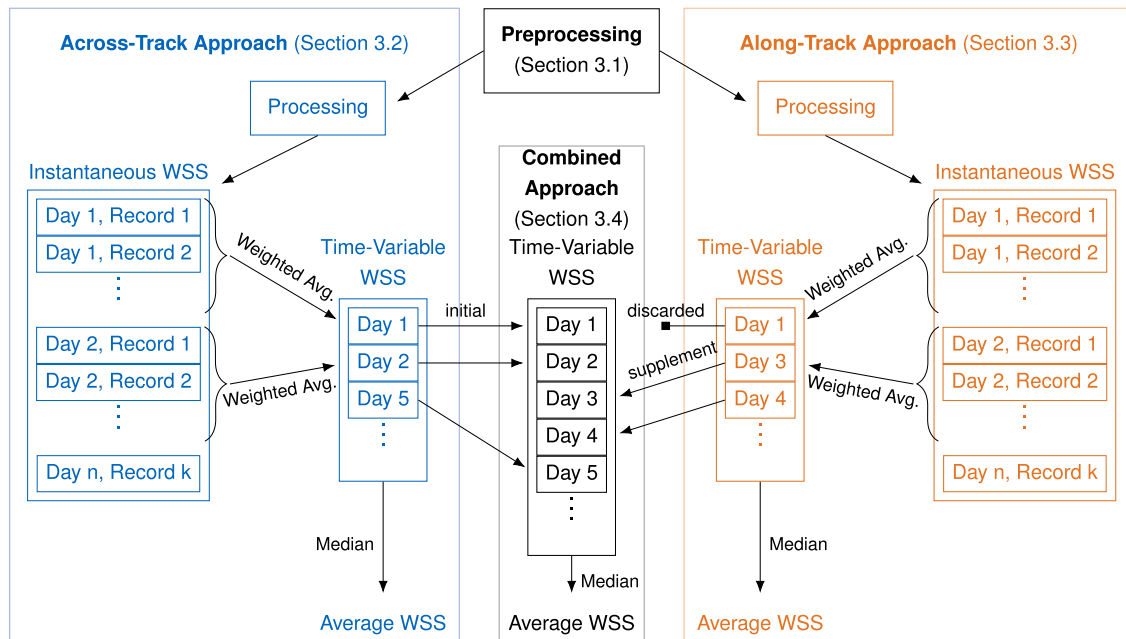 Across-Track Approach (Section 3.2)
Processing
Instantaneous WSS
Day 1, Record 1
Day 1, Record 2
⋮
Day 2, Record 1
Day 2, Record 2
⋮
Day n, Record k
Weighted Avg.
Weighted Avg.
Time-Variable
WSS
Day 1
Day 2
Day 5
⋮
Median
Average WSS
Preprocessing
(Section 3.1)
Combined
Approach
(Section 3.4)
Time-Variable
WSS
initial
Day 1
Day 2
Day 3
Day 4
Day 5
⋮
Median
Average WSS
Along-Track Approach (Section 3.3)
Processing
Time-Variable
WSS
discarded
supplement
Day 1
Day 3
Day 4
⋮
Median
Average WSS
Weighted Avg.
Weighted Avg.
Instantaneous WSS
Day 1, Record 1
Day 1, Record 2
⋮
Day 2, Record 1
Day 2, Record 2
⋮
Day n, Record k